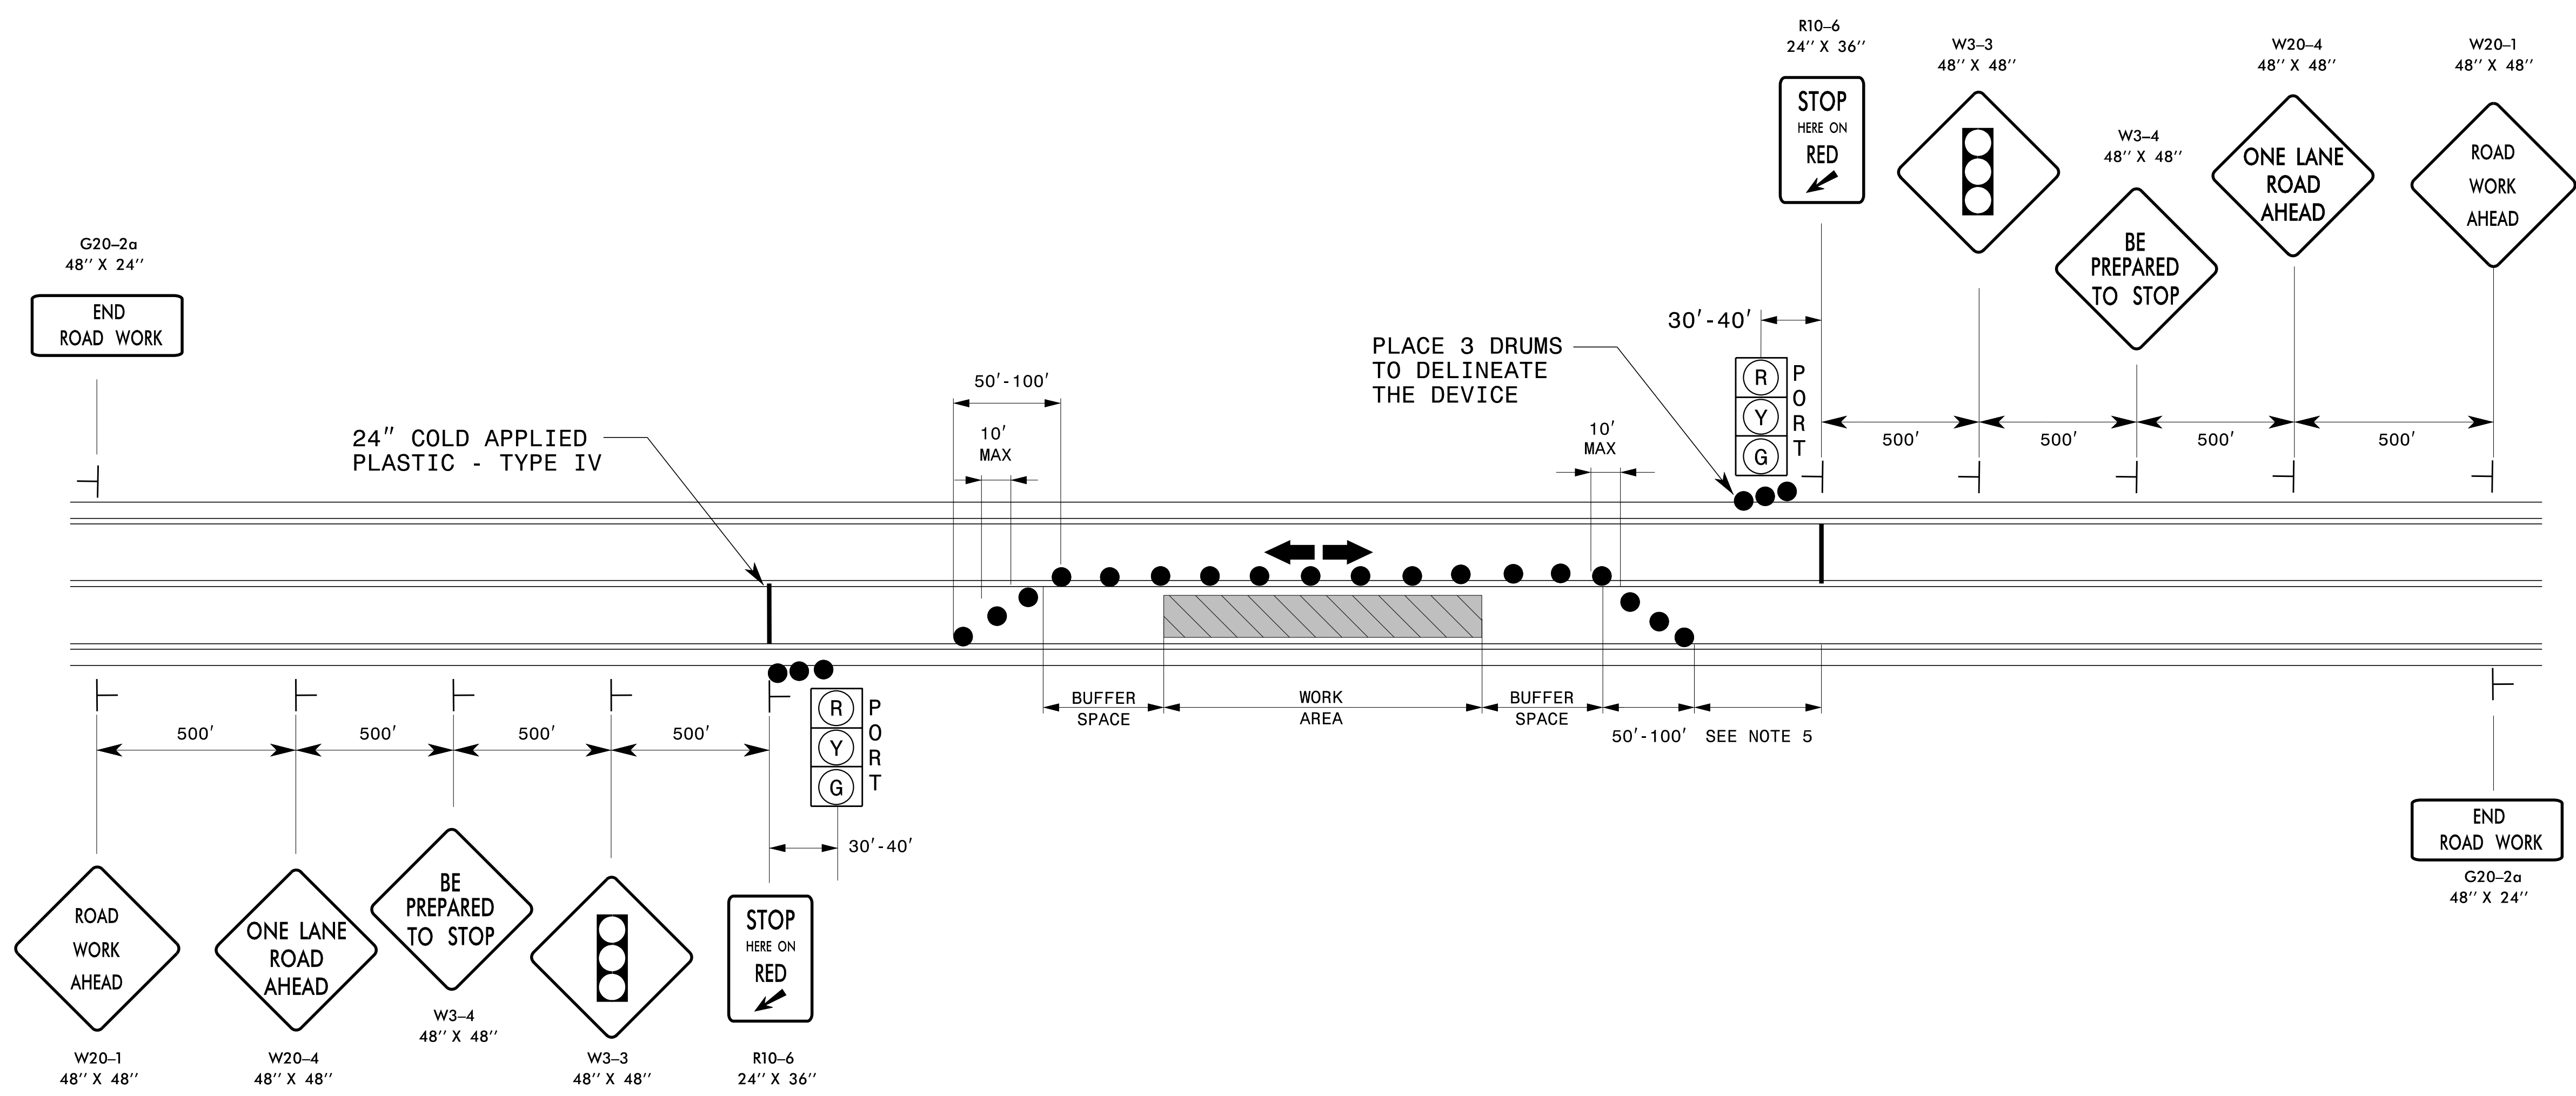 R10–6
24'' X 36''
W3–3
48'' X 48''
W20–4
48'' X 48''
W20–1
48'' X 48''
STOP
HERE ON
RED
W3–4
48'' X 48''
ONE LANE
ROAD
AHEAD
ROAD
WORK
AHEAD
BE
PREPARED
TO STOP
G20–2a
48'' X 24''
END
ROAD WORK
30'-40'
PLACE 3 DRUMS
TO DELINEATE
THE DEVICE
R
Y
G
P
O
R
T
50'-100'
10'
MAX
10'
MAX
24" COLD APPLIED
PLASTIC - TYPE IV
500'
500'
500'
500'
BUFFER
SPACE
WORK
AREA
BUFFER
SPACE
50'-100'
SEE NOTE 5
500'
500'
500'
500'
R
Y
G
P
O
R
T
30'-40'
ROAD
WORK
AHEAD
W20–1
48'' X 48''
ONE LANE
ROAD
AHEAD
W20–4
48'' X 48''
BE
PREPARED
TO STOP
W3–4
48'' X 48''
W3–3
48'' X 48''
STOP
HERE ON
RED
R10–6
24'' X 36''
END
ROAD WORK
G20–2a
48'' X 24''